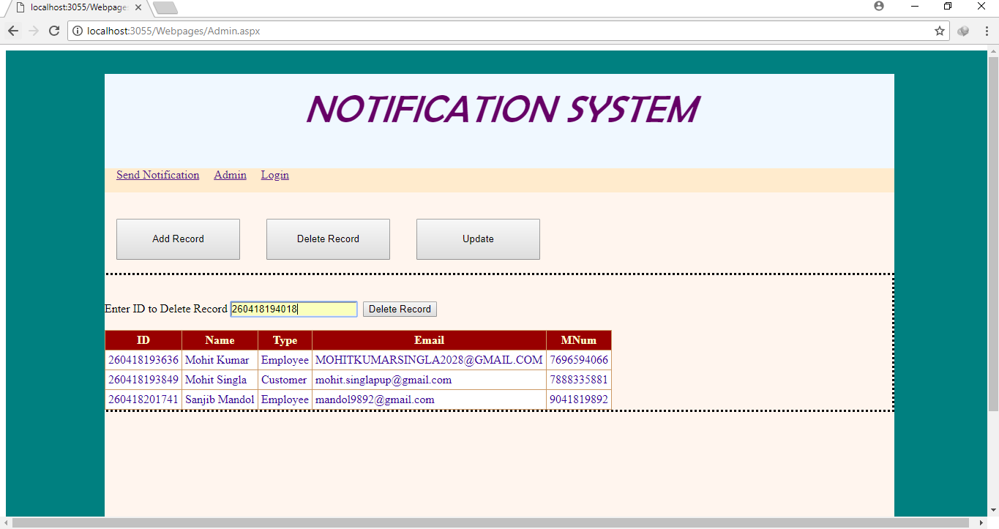 localhost:3055/Webpage
localhost:3055/Webpages/Admin.aspx
NOTIFICATION SYSTEM
Send Notification Admin Login
Add Record Delete Record Update
Enter ID to Delete Record 260418194018 Delete Record
ID Name Type Email MNum
260418193636 Mohit Kumar Employee MOHITKUMARSINGLA2028@GMAIL.COM 7696594066
260418193849 Mohit Singla Customer mohit.singlapup@gmail.com 7888335881
260418201741 Sanjib Mandol Employee mandol9892@gmail.com 9041819892